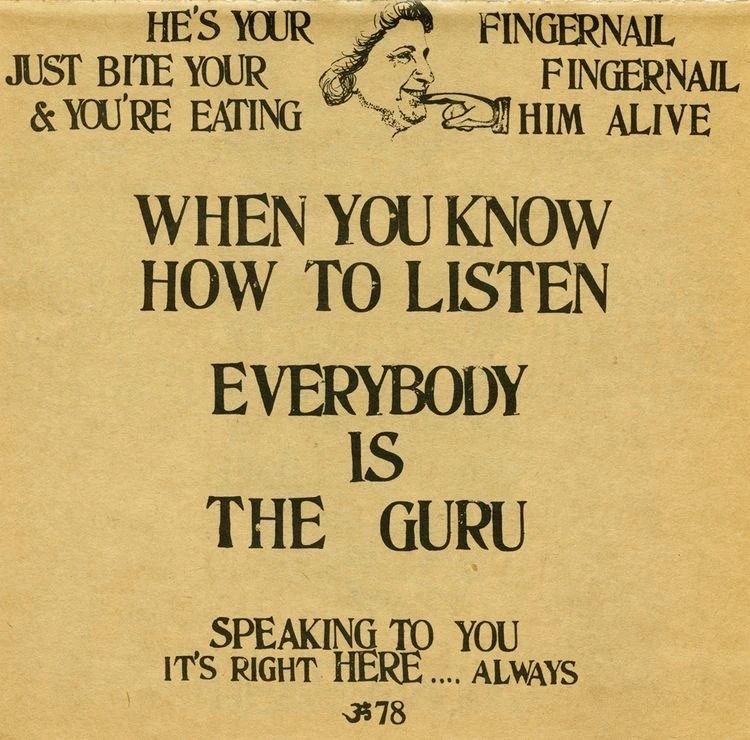 HE'S YOUR FINGERNAIL
JUST BITE YOUR FINGERNAIL
& YOU'RE EATING HIM ALIVE
WHEN YOU KNOW
HOW TO LISTEN
EVERYBODY
IS
THE GURU
SPEAKING TO YOU
IT'S RIGHT HERE.... ALWAYS
ॐ78